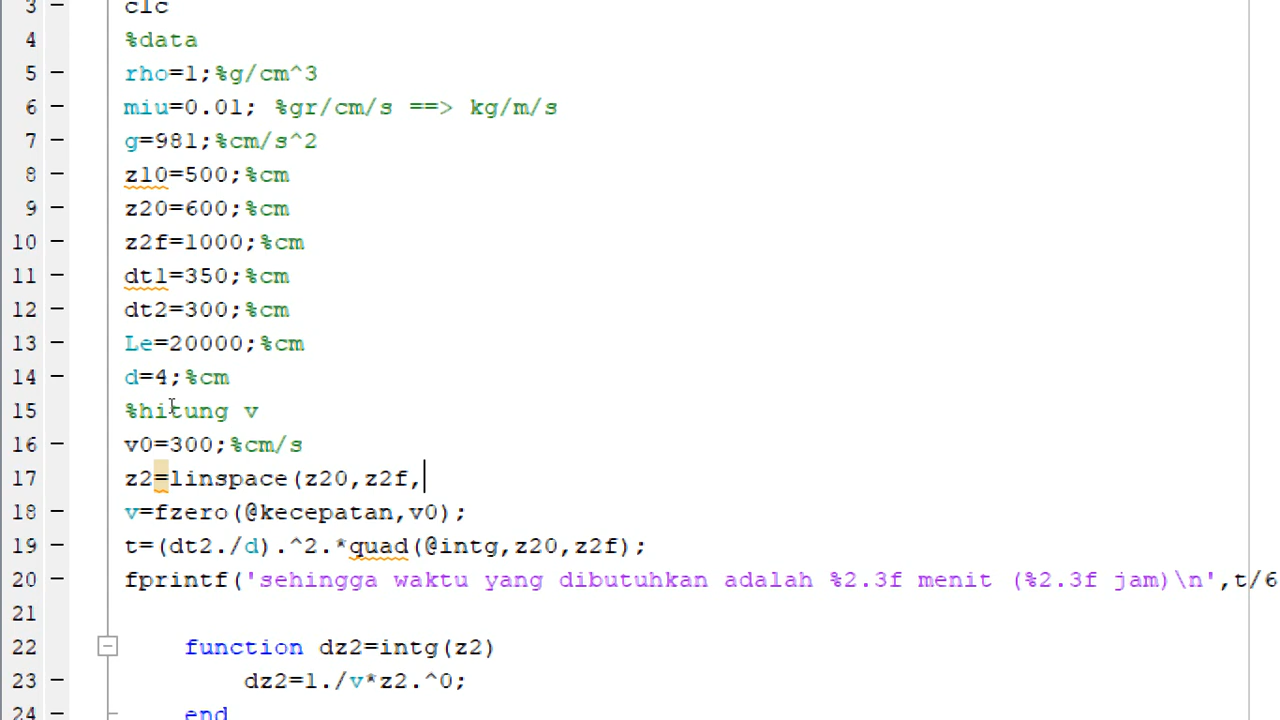 3 clc
4 %data
5 rho=1;%g/cm^3
6 miu=0.01; %gr/cm/s ==> kg/m/s
7 g=981;%cm/s^2
8 z10=500;%cm
9 z20=600;%cm
10 z2f=1000;%cm
11 dt1=350;%cm
12 dt2=300;%cm
13 Le=20000;%cm
14 d=4;%cm
15 %hitung v
16 v0=300;%cm/s
17 z2=linspace(z20,z2f,
18 v=fzero(@kecepatan,v0);
19 t=(dt2./d).^2.*quad(@intg,z20,z2f);
20 fprintf('sehingga waktu yang dibutuhkan adalah %2.3f menit (%2.3f jam)\n',t/6
21
22 function dz2=intg(z2)
23 dz2=1./v*z2.^0;
24 end